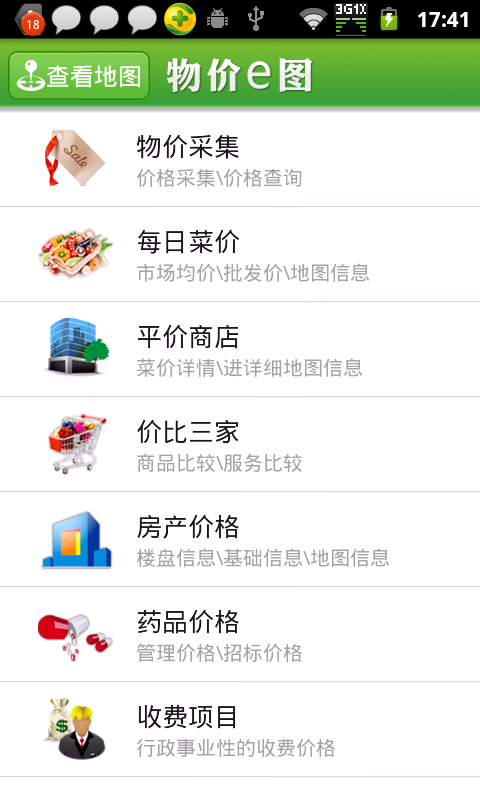 18
3G1X
17:41
查看地图
物价e图
Sale
物价采集
价格采集\价格查询
每日菜价
市场均价\批发价\地图信息
平价商店
菜价详情\进详细地图信息
价比三家
商品比较\服务比较
房产价格
楼盘信息\基础信息\地图信息
药品价格
管理价格\招标价格
收费项目
行政事业性的收费价格